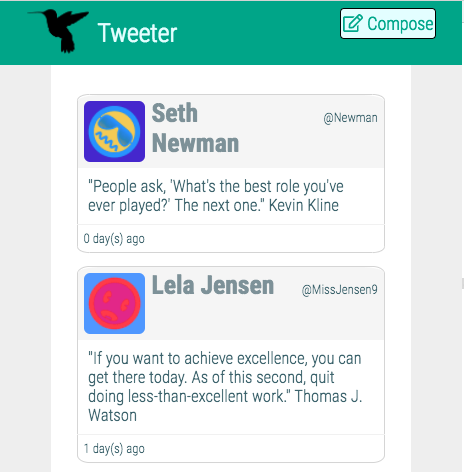 Tweeter
Compose
Seth
Newman
@Newman
"People ask, 'What's the best role you've
ever played?' The next one." Kevin Kline
0 day(s) ago
Lela Jensen
@MissJensen9
"If you want to achieve excellence, you can
get there today. As of this second, quit
doing less-than-excellent work." Thomas J.
Watson
1 day(s) ago